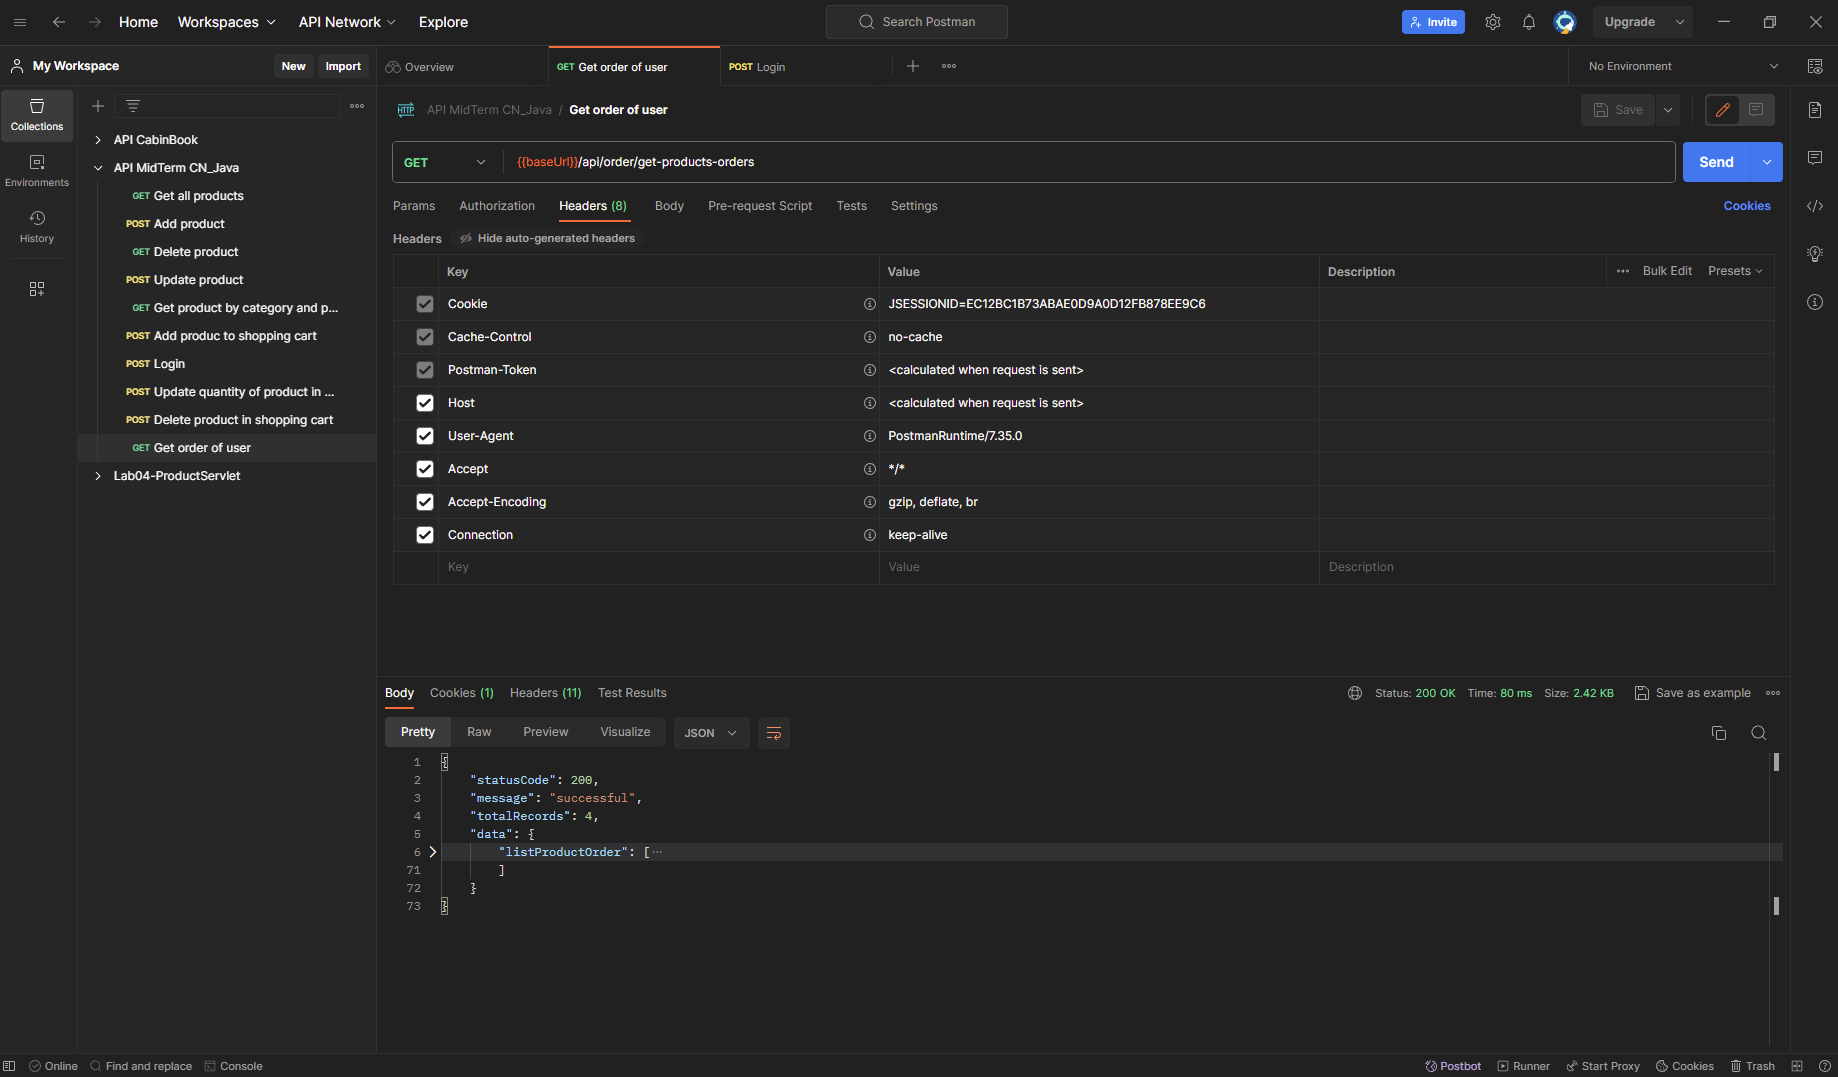 Home Workspaces API Network Explore Search Postman Invite Upgrade
My Workspace New Import
Overview GET Get order of user POST Login No Environment
Collections
Environments
History
API CabinBook
API MidTerm CN_Java
GET Get all products
POST Add product
GET Delete product
POST Update product
GET Get product by category and p...
POST Add produc to shopping cart
POST Login
POST Update quantity of product in ...
POST Delete product in shopping cart
GET Get order of user
Lab04-ProductServlet
HTTP API MidTerm CN_Java / Get order of user Save
GET {{baseUrl}}/api/order/get-products-orders Send
Params Authorization Headers (8) Body Pre-request Script Tests Settings Cookies
Headers Hide auto-generated headers
Key Value Description Bulk Edit Presets
Cookie JSESSIONID=EC12BC1B73ABAE0D9A0D12FB878EE9C6
Cache-Control no-cache
Postman-Token <calculated when request is sent>
Host <calculated when request is sent>
User-Agent PostmanRuntime/7.35.0
Accept */*
Accept-Encoding gzip, deflate, br
Connection keep-alive
Key Value Description
Body Cookies (1) Headers (11) Test Results Status: 200 OK Time: 80 ms Size: 2.42 KB Save as example
Pretty Raw Preview Visualize JSON
1 {
2 "statusCode": 200,
3 "message": "successful",
4 "totalRecords": 4,
5 "data": {
6 "listProductOrder": [...
71 ]
72 }
73 }
Online Find and replace Console Postbot Runner Start Proxy Cookies Trash